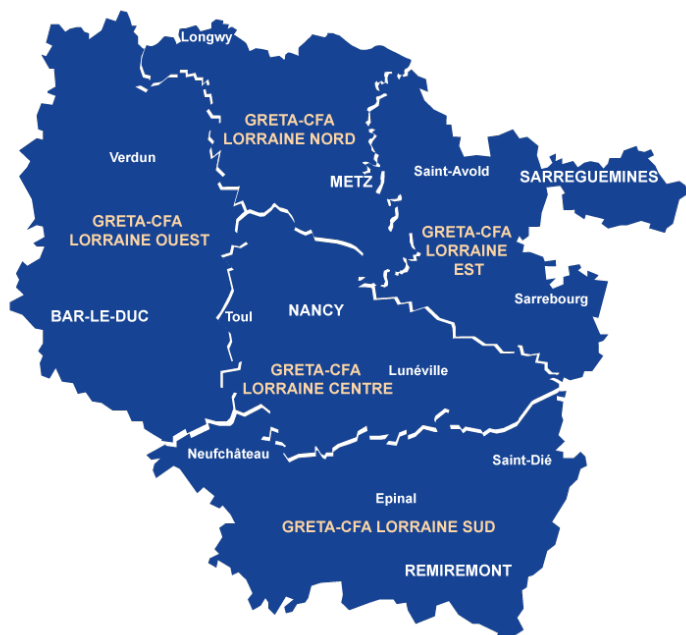 Longwy
GRETA-CFA
LORRAINE NORD
Verdun
METZ
Saint-Avold
SARREGUEMINES
GRETA-CFA
LORRAINE OUEST
GRETA-CFA
LORRAINE
EST
Sarrebourg
BAR-LE-DUC
Toul
NANCY
GRETA-CFA
LORRAINE CENTRE
Lunéville
Neufchâteau
Saint-Dié
Epinal
GRETA-CFA LORRAINE SUD
REMIREMONT